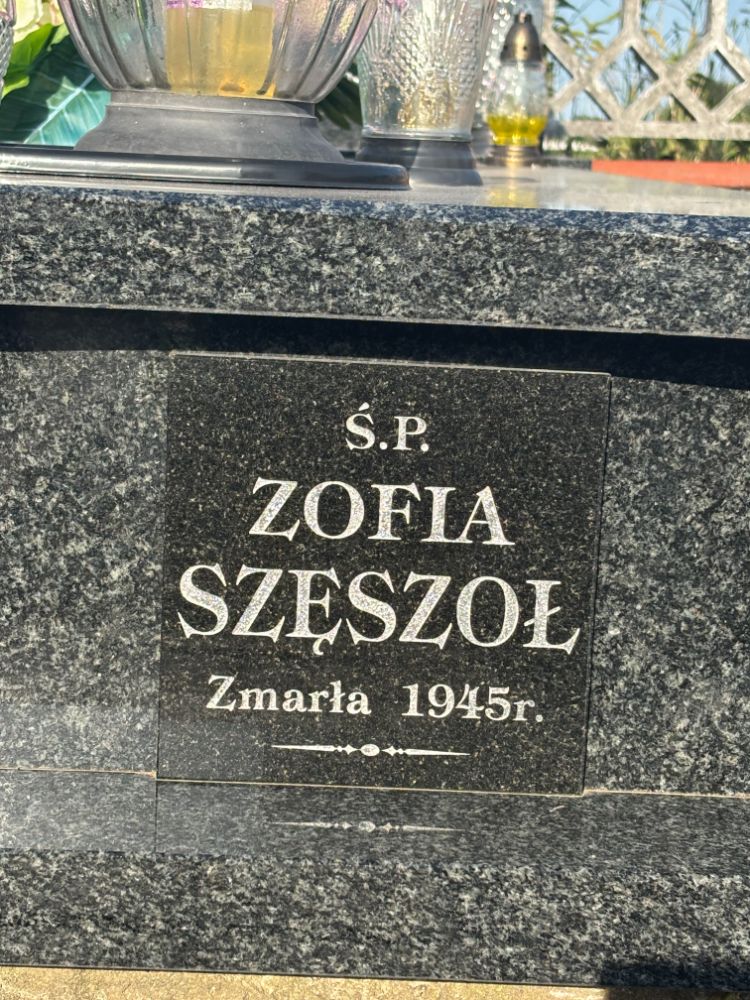 Ś.P.
ZOFIA
SZĘSZOŁ
Zmarła 1945r.